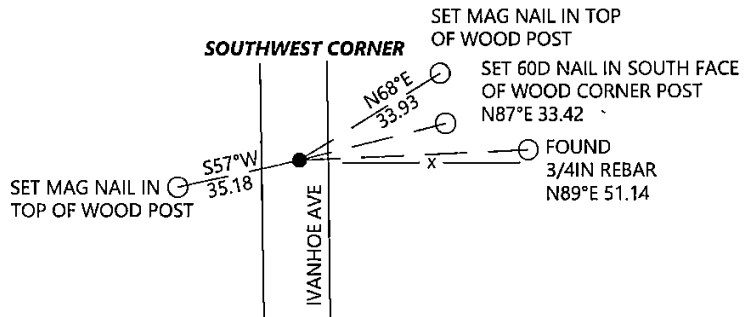 SET MAG NAIL IN TOP
OF WOOD POST
SOUTHWEST CORNER
SET 60D NAIL IN SOUTH FACE
OF WOOD CORNER POST
N87°E 33.42
N68°E
33.93
FOUND
3/4IN REBAR
N89°E 51.14
X
S57°W
35.18
SET MAG NAIL IN
TOP OF WOOD POST
IVANHOE AVE